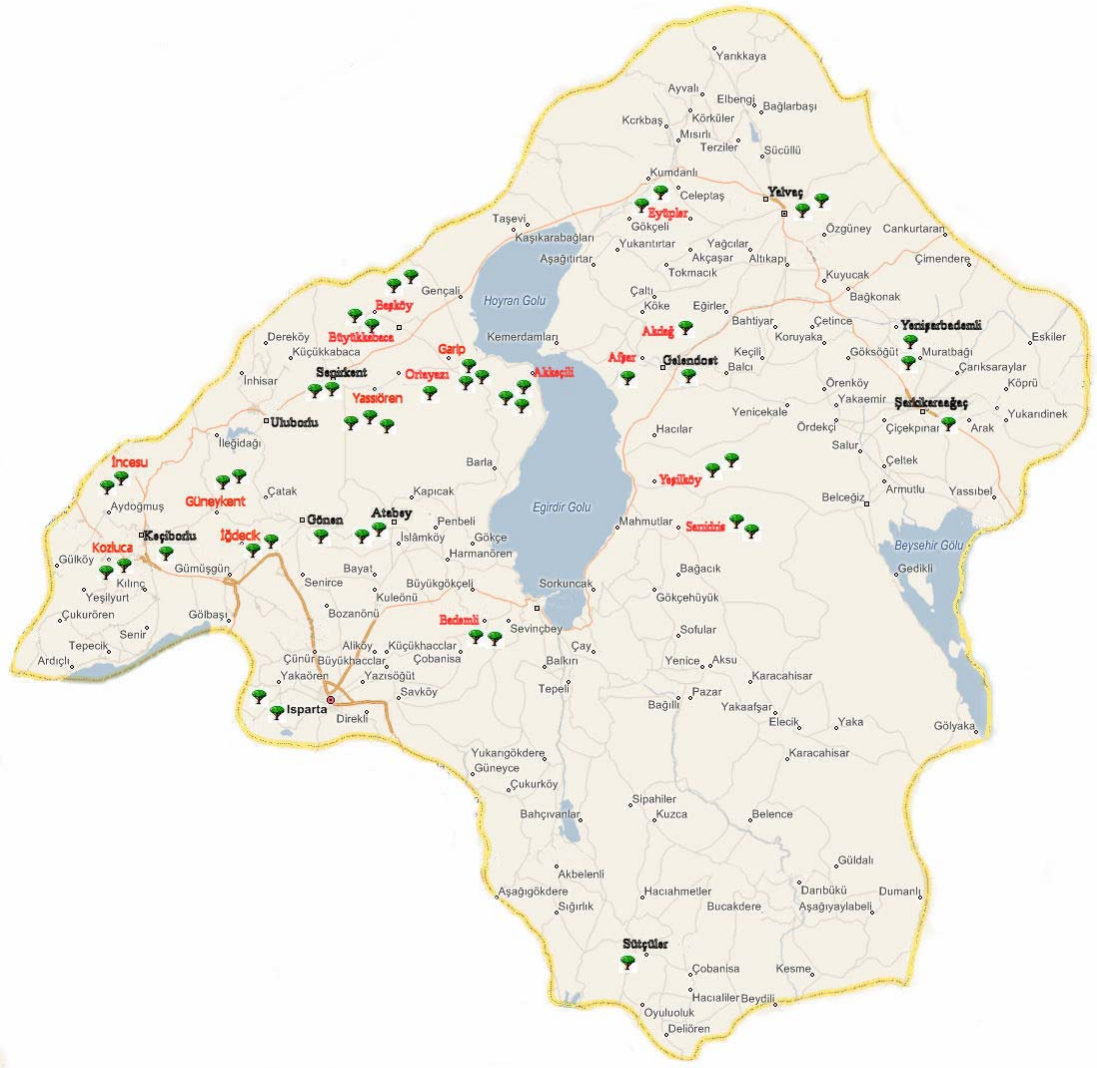 Yarıkkaya
Ayvalı
Elbengi
Bağlarbaşı
Kcrkbaş
Körküler
Mısırlı
Terziler
Sücüllü
Kumdanlı
Celeptaş
Yalvaç
Eyüpler
Taşevi
Gökçeli
Kaşıkarabağları
Özgüney
Cankurtaran
Yukarıtırtar
Yağcılar
Aşağıtırtar
Akçaşar
Altıkapı
Çimendere
Tokmacık
Kuyucak
Gençali
Çaltı
Bağkonak
Hoyran Golu
Beşköy
Köke
Eğirler
Büyükkabaca
Akdağ
Bahtiyar
Çetince
Yenişarbademli
Dereköy
Kemerdamları
Koruyaka
Eskiler
Küçükkabaca
Garip
Afşar
Gelendost
Keçili
Göksöğüt
Muratbağı
Balcı
Çarıksaraylar
İnhisar
Senirkent
Ortayazı
Akkeçili
Örenköy
Köprü
Yassıören
Yakaemir
Şarkikaraağaç
Yenicekale
Yukarıdinek
Uluborlu
Ördekçi
Çiçekpınar
Arak
Hacılar
İleğidağı
Salur
İncesu
Barla
Çeltek
Yeşilköy
Güneykent
Çatak
Kapıcak
Armutlu
Yassıbel
Belceğiz
Aydoğmuş
Egirdir Golu
Atabey
Gönen
Penbeli
Mahmutlar
Keçiborlu
İğdecik
İslâmköy
Gökçe
Beysehir Gölu
Kozluca
Harmanören
Gülköy
Gümüşgün
Bayat
Bağacık
Gedikli
Kılınç
Senirce
Büyükgökçeli
Sorkuncak
Yeşilyurt
Kuleönü
Gökçehüyük
Çukurören
Gölbaşı
Bozanönü
Bademli
Sevinçbey
Senir
Sofular
Tepecik
Aliköy
Küçükhacclar
Çay
Ardıçlı
Çünür
Büyükhacclar
Çobanisa
Balkırı
Yenice
Aksu
Yakaören
Yazısöğüt
Karacahisar
Savköy
Tepeli
Pazar
Isparta
Direkli
Bağıllı
Yakaafşar
Elecik
Yaka
Gölyaka
Yukarıgökdere
Karacahisar
Güneyce
Çukurköy
Sipahiler
Bahçıvanlar
Kuzca
Belence
Güldalı
Akbelenli
Aşağıgökdere
Hacıahmetler
Darıbükü
Dumanlı
Sığırlık
Bucakdere
Aşağıyaylabeli
Sütçüler
Çobanisa
Kesme
Hacıaliler
Beydili
Oyuluoluk
Deliören